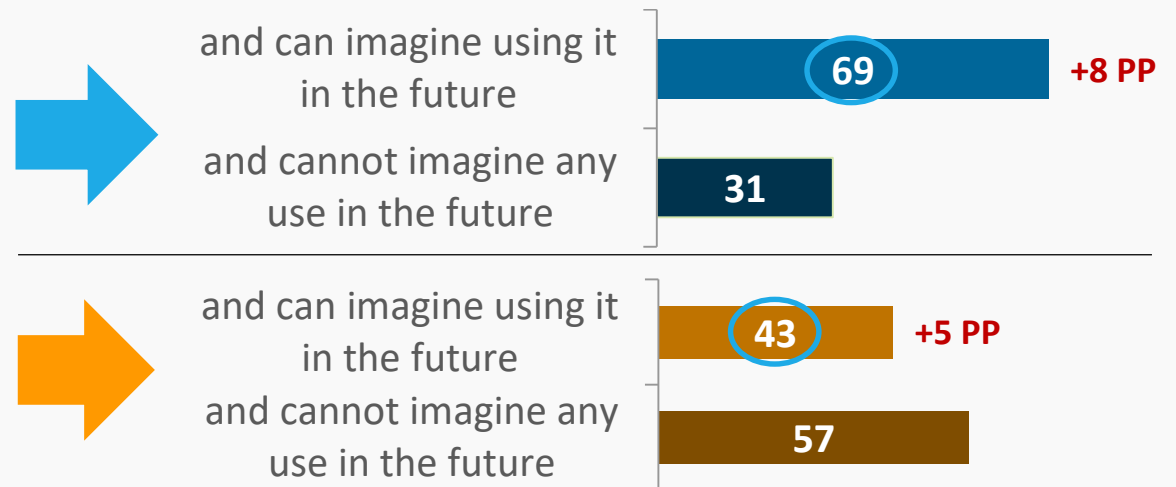 and can imagine using it
in the future
69
+8 PP
and cannot imagine any
use in the future
31
and can imagine using it
in the future
43
+5 PP
and cannot imagine any
use in the future
57